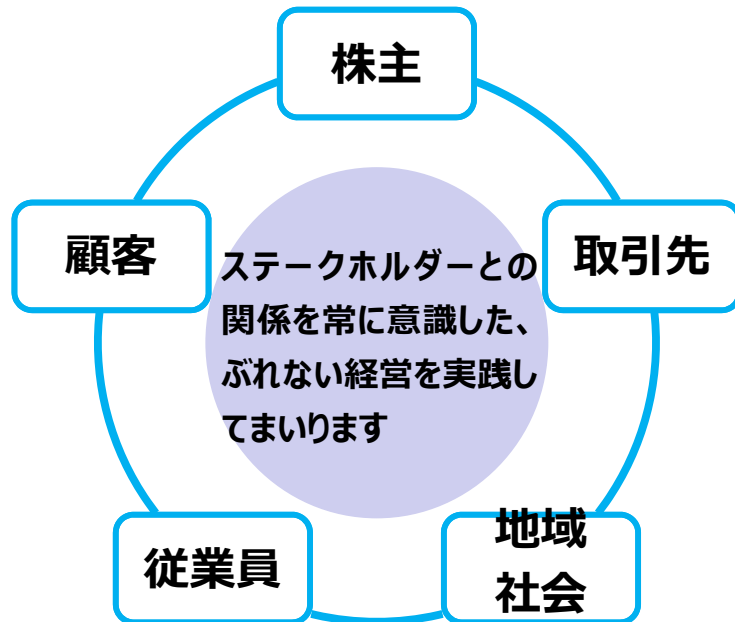 株主
顧客
取引先
ステークホルダーとの
関係を常に意識した、
ぶれない経営を実践し
てまいります
従業員
地域
社会